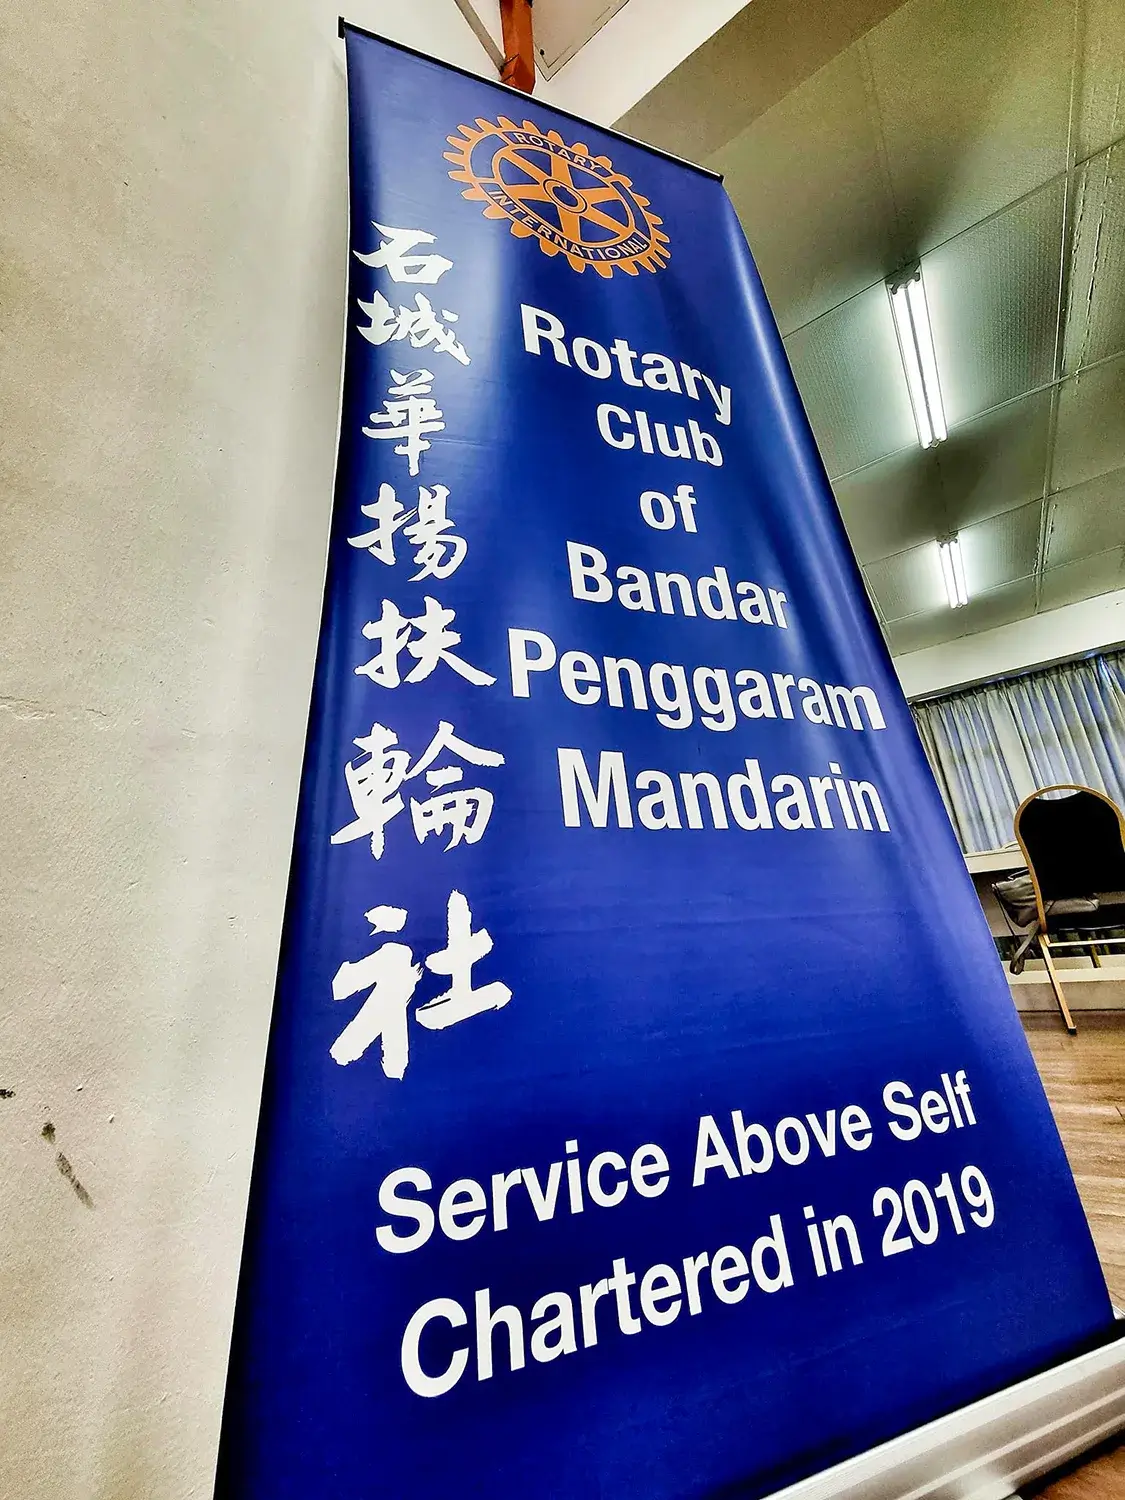 ROTARY
INTERNATIONAL
石城華揚扶輪社
Rotary
Club
of
Bandar
Penggaram
Mandarin
Service Above Self
Chartered in 2019